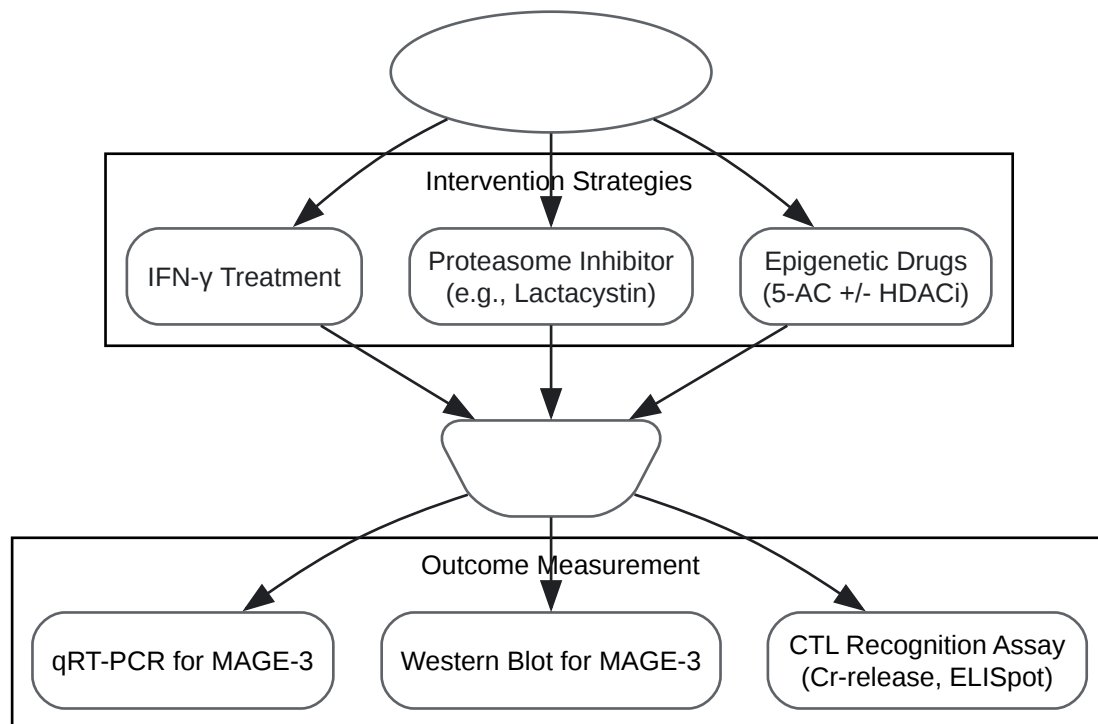 Intervention Strategies
IFN-γ Treatment
Proteasome Inhibitor
(e.g., Lactacystin)
Epigenetic Drugs
(5-AC +/- HDACi)
Outcome Measurement
qRT-PCR for MAGE-3
Western Blot for MAGE-3
CTL Recognition Assay
(Cr-release, ELISpot)